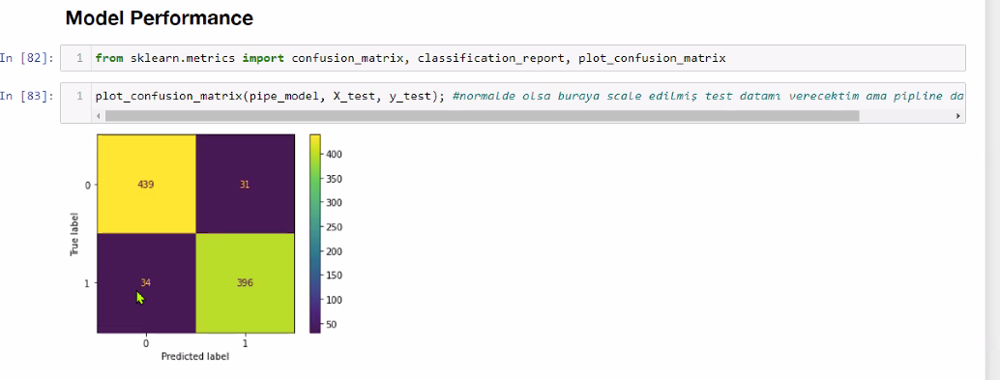 Model Performance
In [82]: 1 from sklearn.metrics import confusion_matrix, classification_report, plot_confusion_matrix
In [83]: 1 plot_confusion_matrix(pipe_model, X_test, y_test); #normalde olsa buraya scale edilmiş test datamı verecektim ama pipline da
400
350
300
250
200
150
100
50
True label
0
439 31
1
34 396
0 1
Predicted label